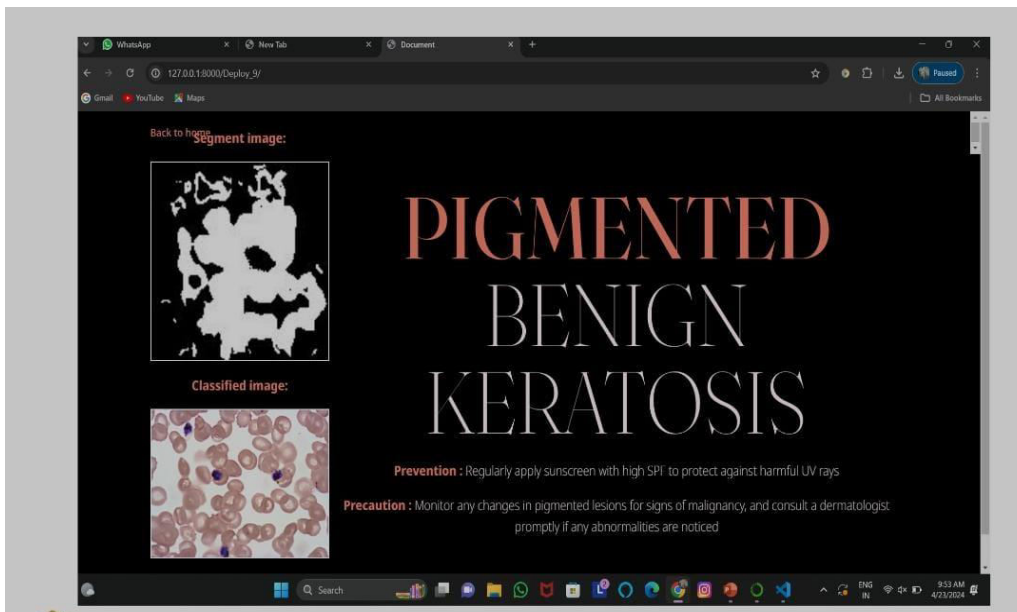 WhatsApp
New Tab
Document
127.0.0.1:8000/Deploy_9/
Paused
Gmail
YouTube
Maps
All Bookmarks
Back to home
Segment image:
PIGMENTED
BENIGN
KERATOSIS
Classified image:
Prevention : Regularly apply sunscreen with high SPF to protect against harmful UV rays
Precaution : Monitor any changes in pigmented lesions for signs of malignancy, and consult a dermatologist
promptly if any abnormalities are noticed
Search
ENG
IN
9:53 AM
4/23/2024